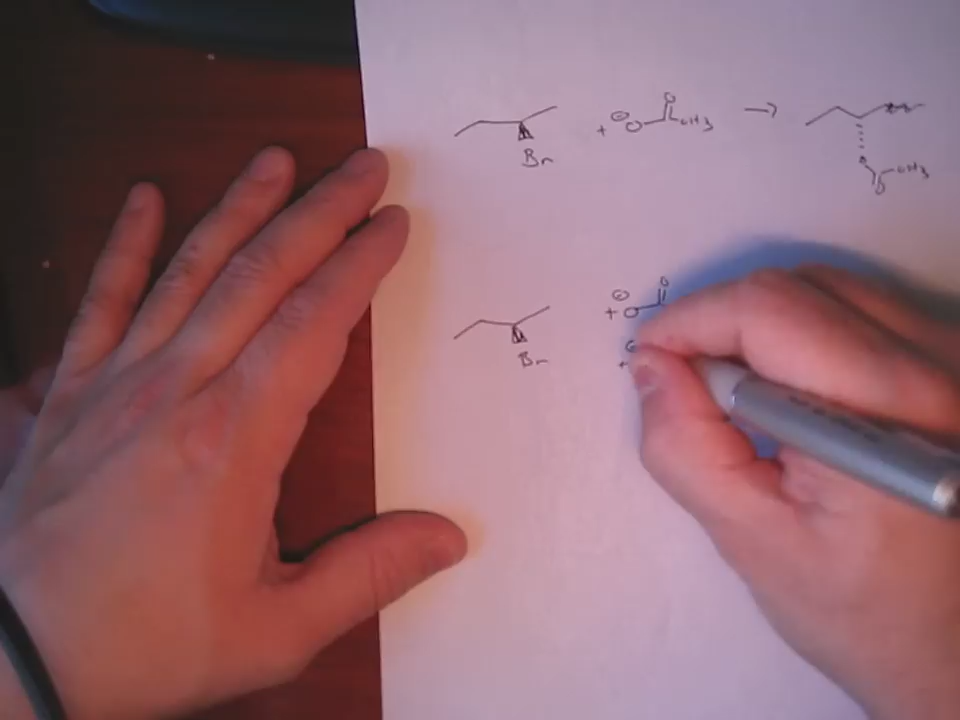 + ⊖O O CH3 →
Br
O CH3
O
⊖ O
+ O
Br
+ ⊖